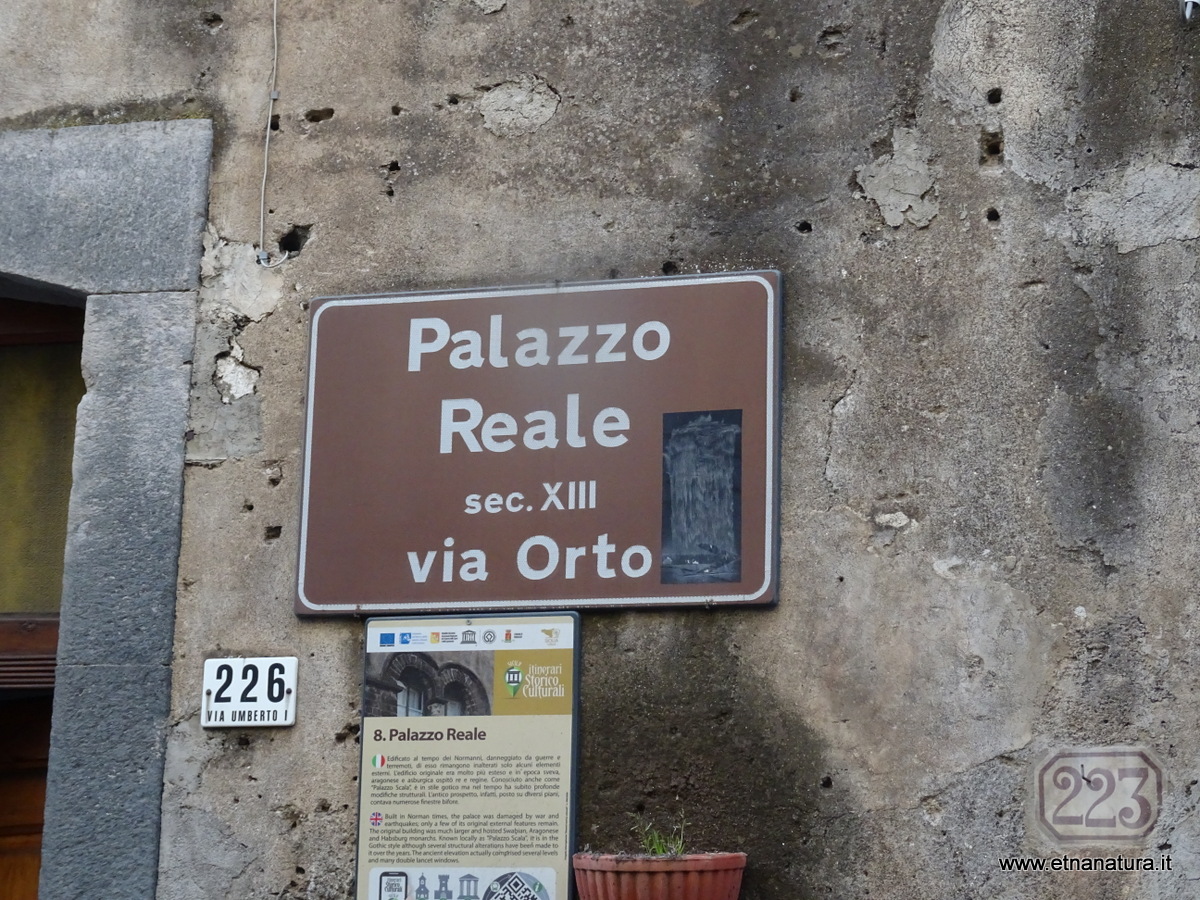 Palazzo
Reale
sec. XIII
via Orto
226
VIA UMBERTO I
itinerari
Storico
Culturali
8. Palazzo Reale
Edificato al tempo dei Normanni, danneggiato da guerre e
terremoti, di esso rimangono inalterati solo alcuni elementi
esterni. L'edificio originale era molto più esteso e in epoca sveva,
aragonese e asburgica ospitò re e regine. Conosciuto anche come
"Palazzo Scala", è in stile gotico ma nel tempo ha subito profonde
modifiche strutturali. L'antico prospetto, infatti, posto su diversi piani,
contava numerose finestre bifore.
Built in Norman times, the palace was damaged by war and
earthquakes; only a few of its original external features remain.
The original building was much larger and hosted Swabian, Aragonese
and Habsburg monarchs. Known locally as "Palazzo Scala". It is in the
Gothic style although several structural alterations have been made to
it over the years. The ancient elevation actually comprised several levels
and many double lancet windows.
223
www.etnanatura.it